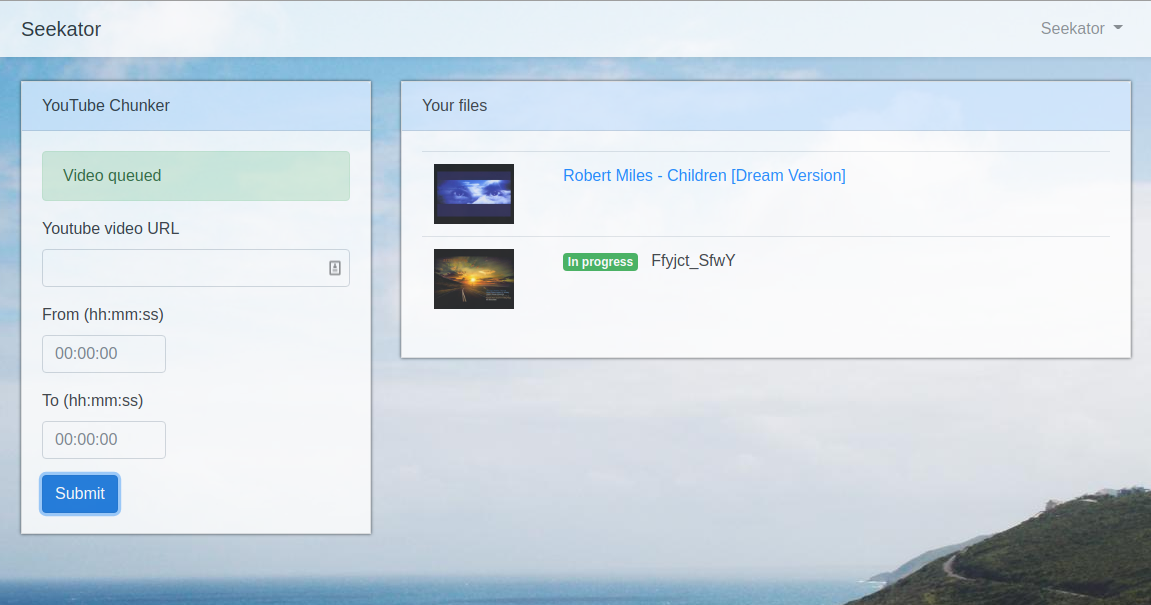 Seekator
Seekator
YouTube Chunker
Video queued
Youtube video URL
From (hh:mm:ss)
00:00:00
To (hh:mm:ss)
00:00:00
Submit
Your files
Robert Miles - Children [Dream Version]
In progress Ffyjct_SfwY